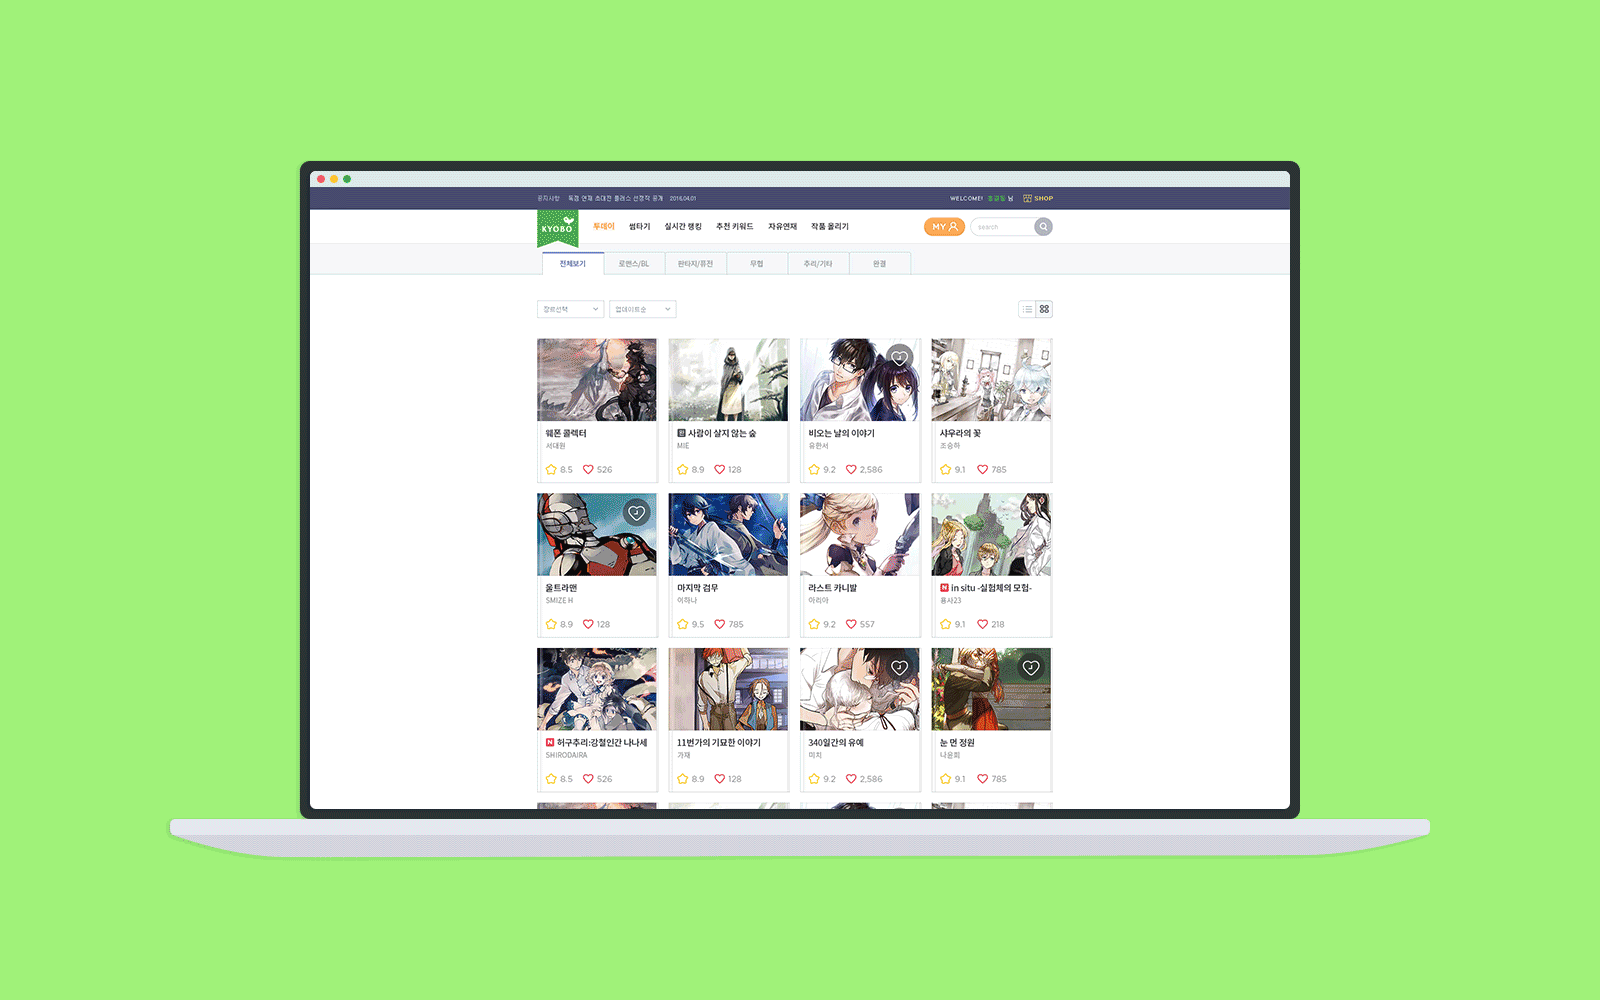 공지사항 독점 연재 초대전 플러스 선정작 공개 2016.04.01
WELCOME! 님 SHOP
KYOBO 투데이 썸타기 실시간 랭킹 추천 키워드 자유연재 작품 올리기 MY search
전체보기 로맨스/BL 판타지/퓨전 무협 추리/기타 완결
장르선택 업데이트순
웨폰 콜렉터
서대원
8.5 526
완 사람이 살지 않는 숲
MIE
8.9 128
비오는 날의 이야기
유한서
9.2 2,586
샤우라의 꽃
조승하
9.1 785
울트라맨
SMIZE H
8.9 128
마지막 검무
이하나
9.5 785
라스트 카니발
아리아
9.2 557
N in situ -실험체의 모험-
용사23
9.1 218
N 허구추리:강철인간 나나세
SHIRODAIRA
8.5 526
11번가의 기묘한 이야기
가재
8.9 128
340일간의 유예
미치
9.2 2,586
눈 먼 정원
나윤희
9.1 785